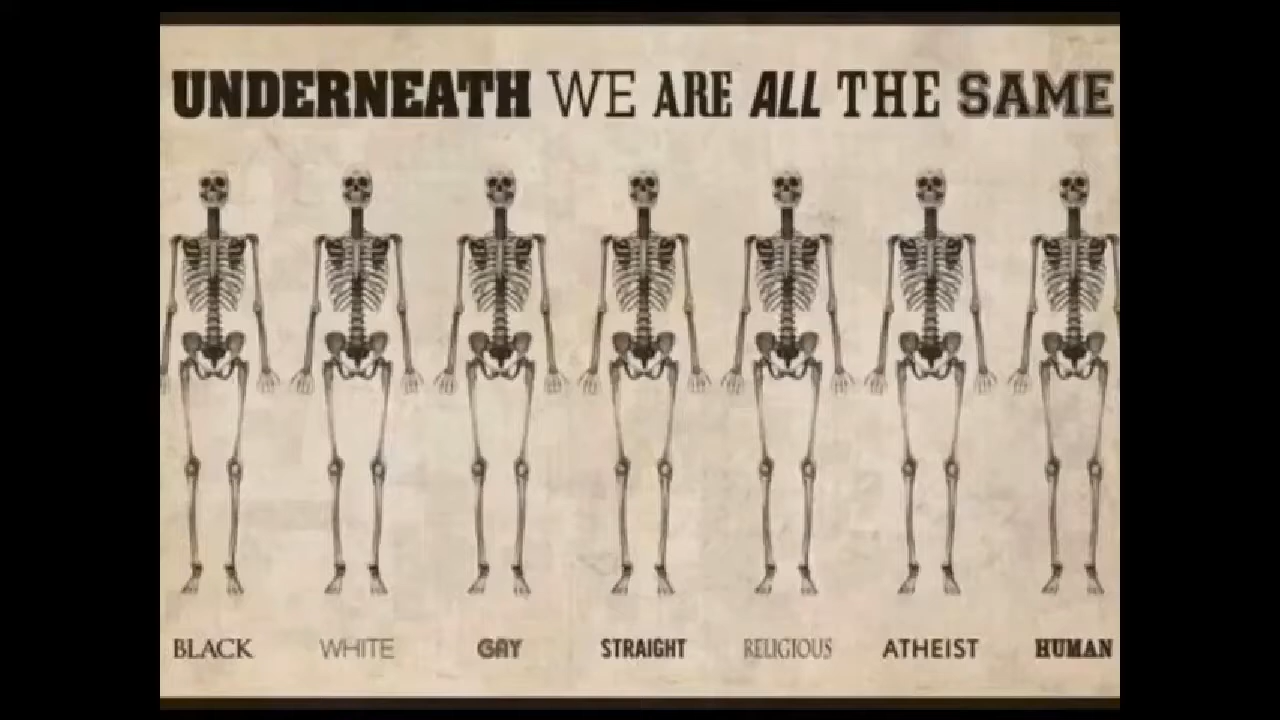 UNDERNEATH WE ARE ALL THE SAME
BLACK WHITE GAY STRAIGHT RELIGIOUS ATHEIST HUMAN